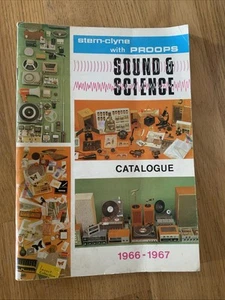 stern-clyne
with PROOPS
SOUND &
SCIENCE
CATALOGUE
1966-1967